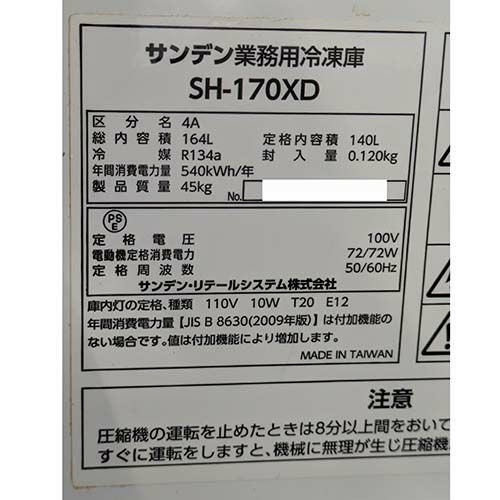 サンデン業務用冷凍庫
SH-170XD
区分名 4A
総内容積 164L 定格内容積 140L
冷媒 R134a 封入量 0.120kg
年間消費電力量 540kWh/年
製品質量 45kg No.
PS
E
定格電圧 100V
電動機定格消費電力 72/72W
定格周波数 50/60Hz
サンデン・リテールシステム株式会社
庫内灯の定格、種類 110V 10W T20 E12
年間消費電力量【JIS B 8630(2009年版)】は付加機能の
ない場合です。値は付加機能により増加します。
MADE IN TAIWAN
注意
圧縮機の運転を止めたときは8分以上間をおいて
すぐに運転をしますと、機械に無理が生じ圧縮機